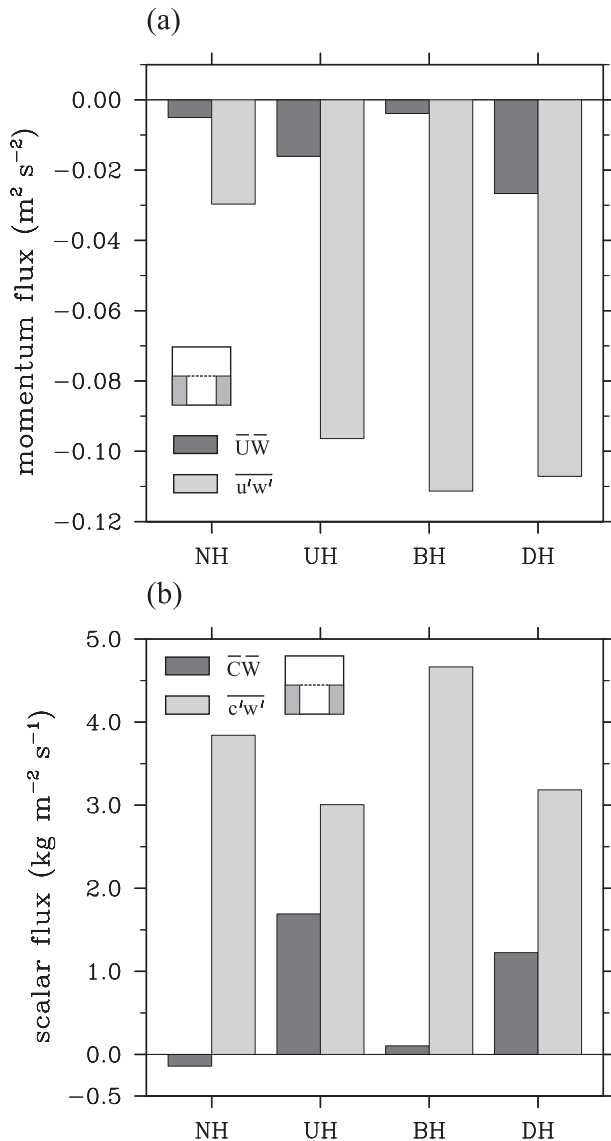 (a)
momentum flux (m² s⁻²)
0.00
−0.02
−0.04
−0.06
−0.08
−0.10
−0.12
U̅ W̅
u′w′
NH UH BH DH
(b)
scalar flux (kg m⁻² s⁻¹)
5.0
4.0
3.0
2.0
1.0
0.0
−0.5
C̅ W̅
c′w′
NH UH BH DH